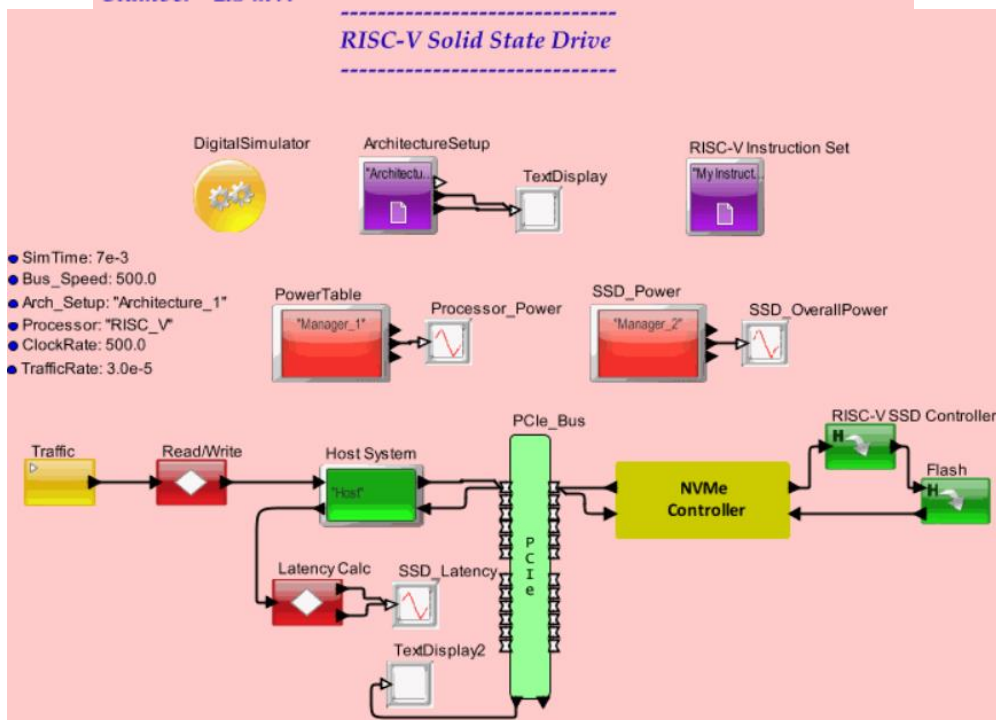 RISC-V Solid State Drive
DigitalSimulator
ArchitectureSetup
"Architectu...
TextDisplay
RISC-V Instruction Set
"My Instruct...
SimTime: 7e-3
Bus_Speed: 500.0
Arch_Setup: "Architecture_1"
Processor: "RISC_V"
ClockRate: 500.0
TrafficRate: 3.0e-5
PowerTable
"Manager_1"
Processor_Power
SSD_Power
"Manager_2"
SSD_OverallPower
Traffic
Read/Write
Host System
"Host"
PCIe_Bus
PCIe
NVMe
Controller
RISC-V SSD Controller
H
Flash
H
Latency Calc
SSD_Latency
TextDisplay2